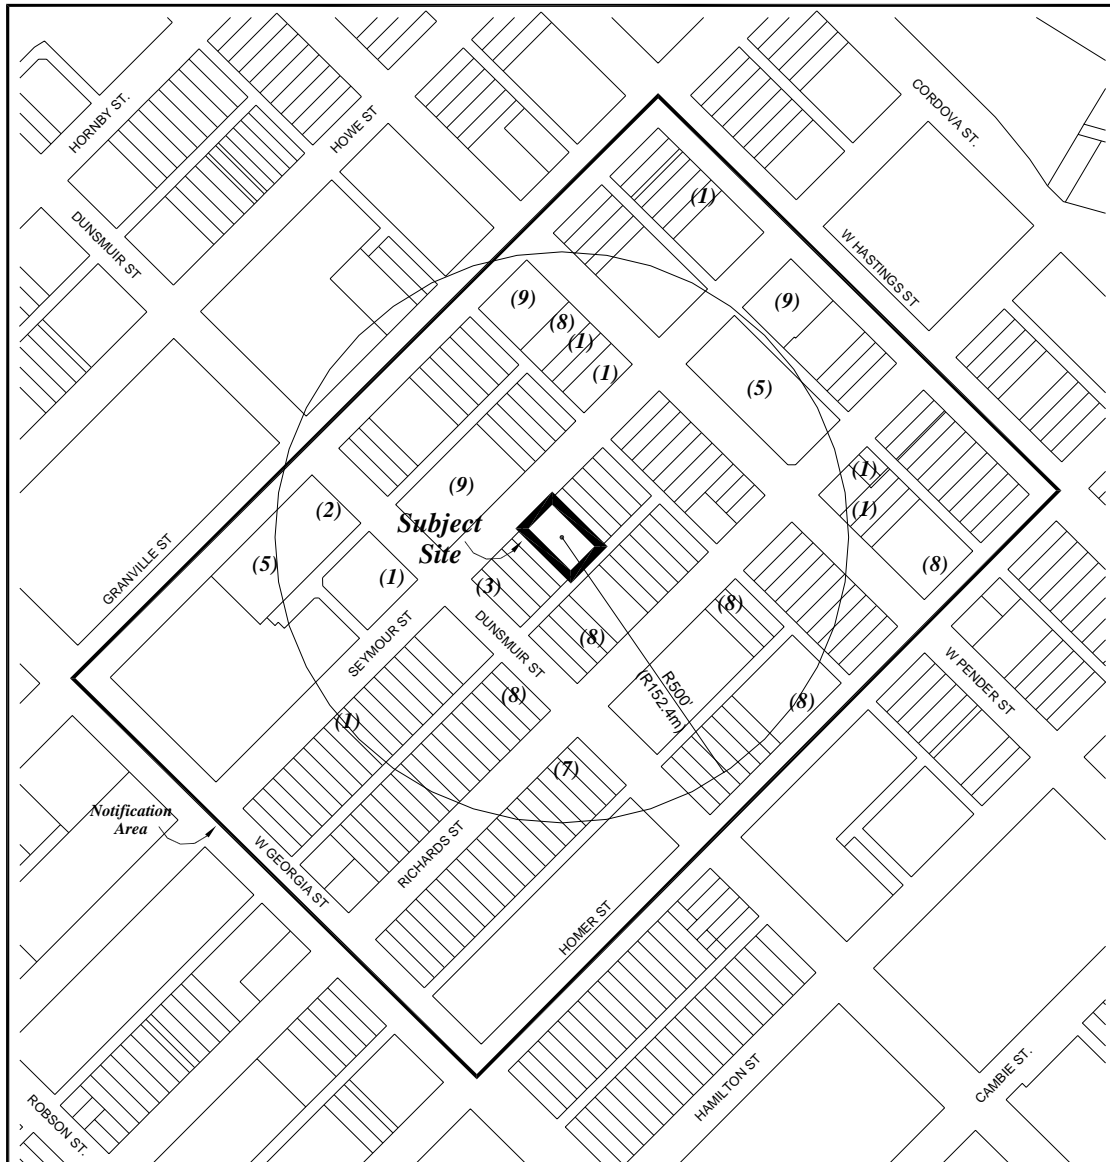 HORNBY ST.
HOWE ST
CORDOVA ST.
DUNSMUIR ST
W HASTINGS ST
(1)
(9)
(9)
(8)
(1)
(1)
(5)
(1)
(1)
(8)
(9)
(2)
(5)
(1)
Subject
Site
(3)
GRANVILLE ST
SEYMOUR ST
DUNSMUIR ST
(8)
(8)
(8)
(8)
R500'
(R152.4m)
W PENDER ST
(1)
(7)
Notification
Area
W GEORGIA ST
RICHARDS ST
HOMER ST
HAMILTON ST
CAMBIE ST.
ROBSON ST.